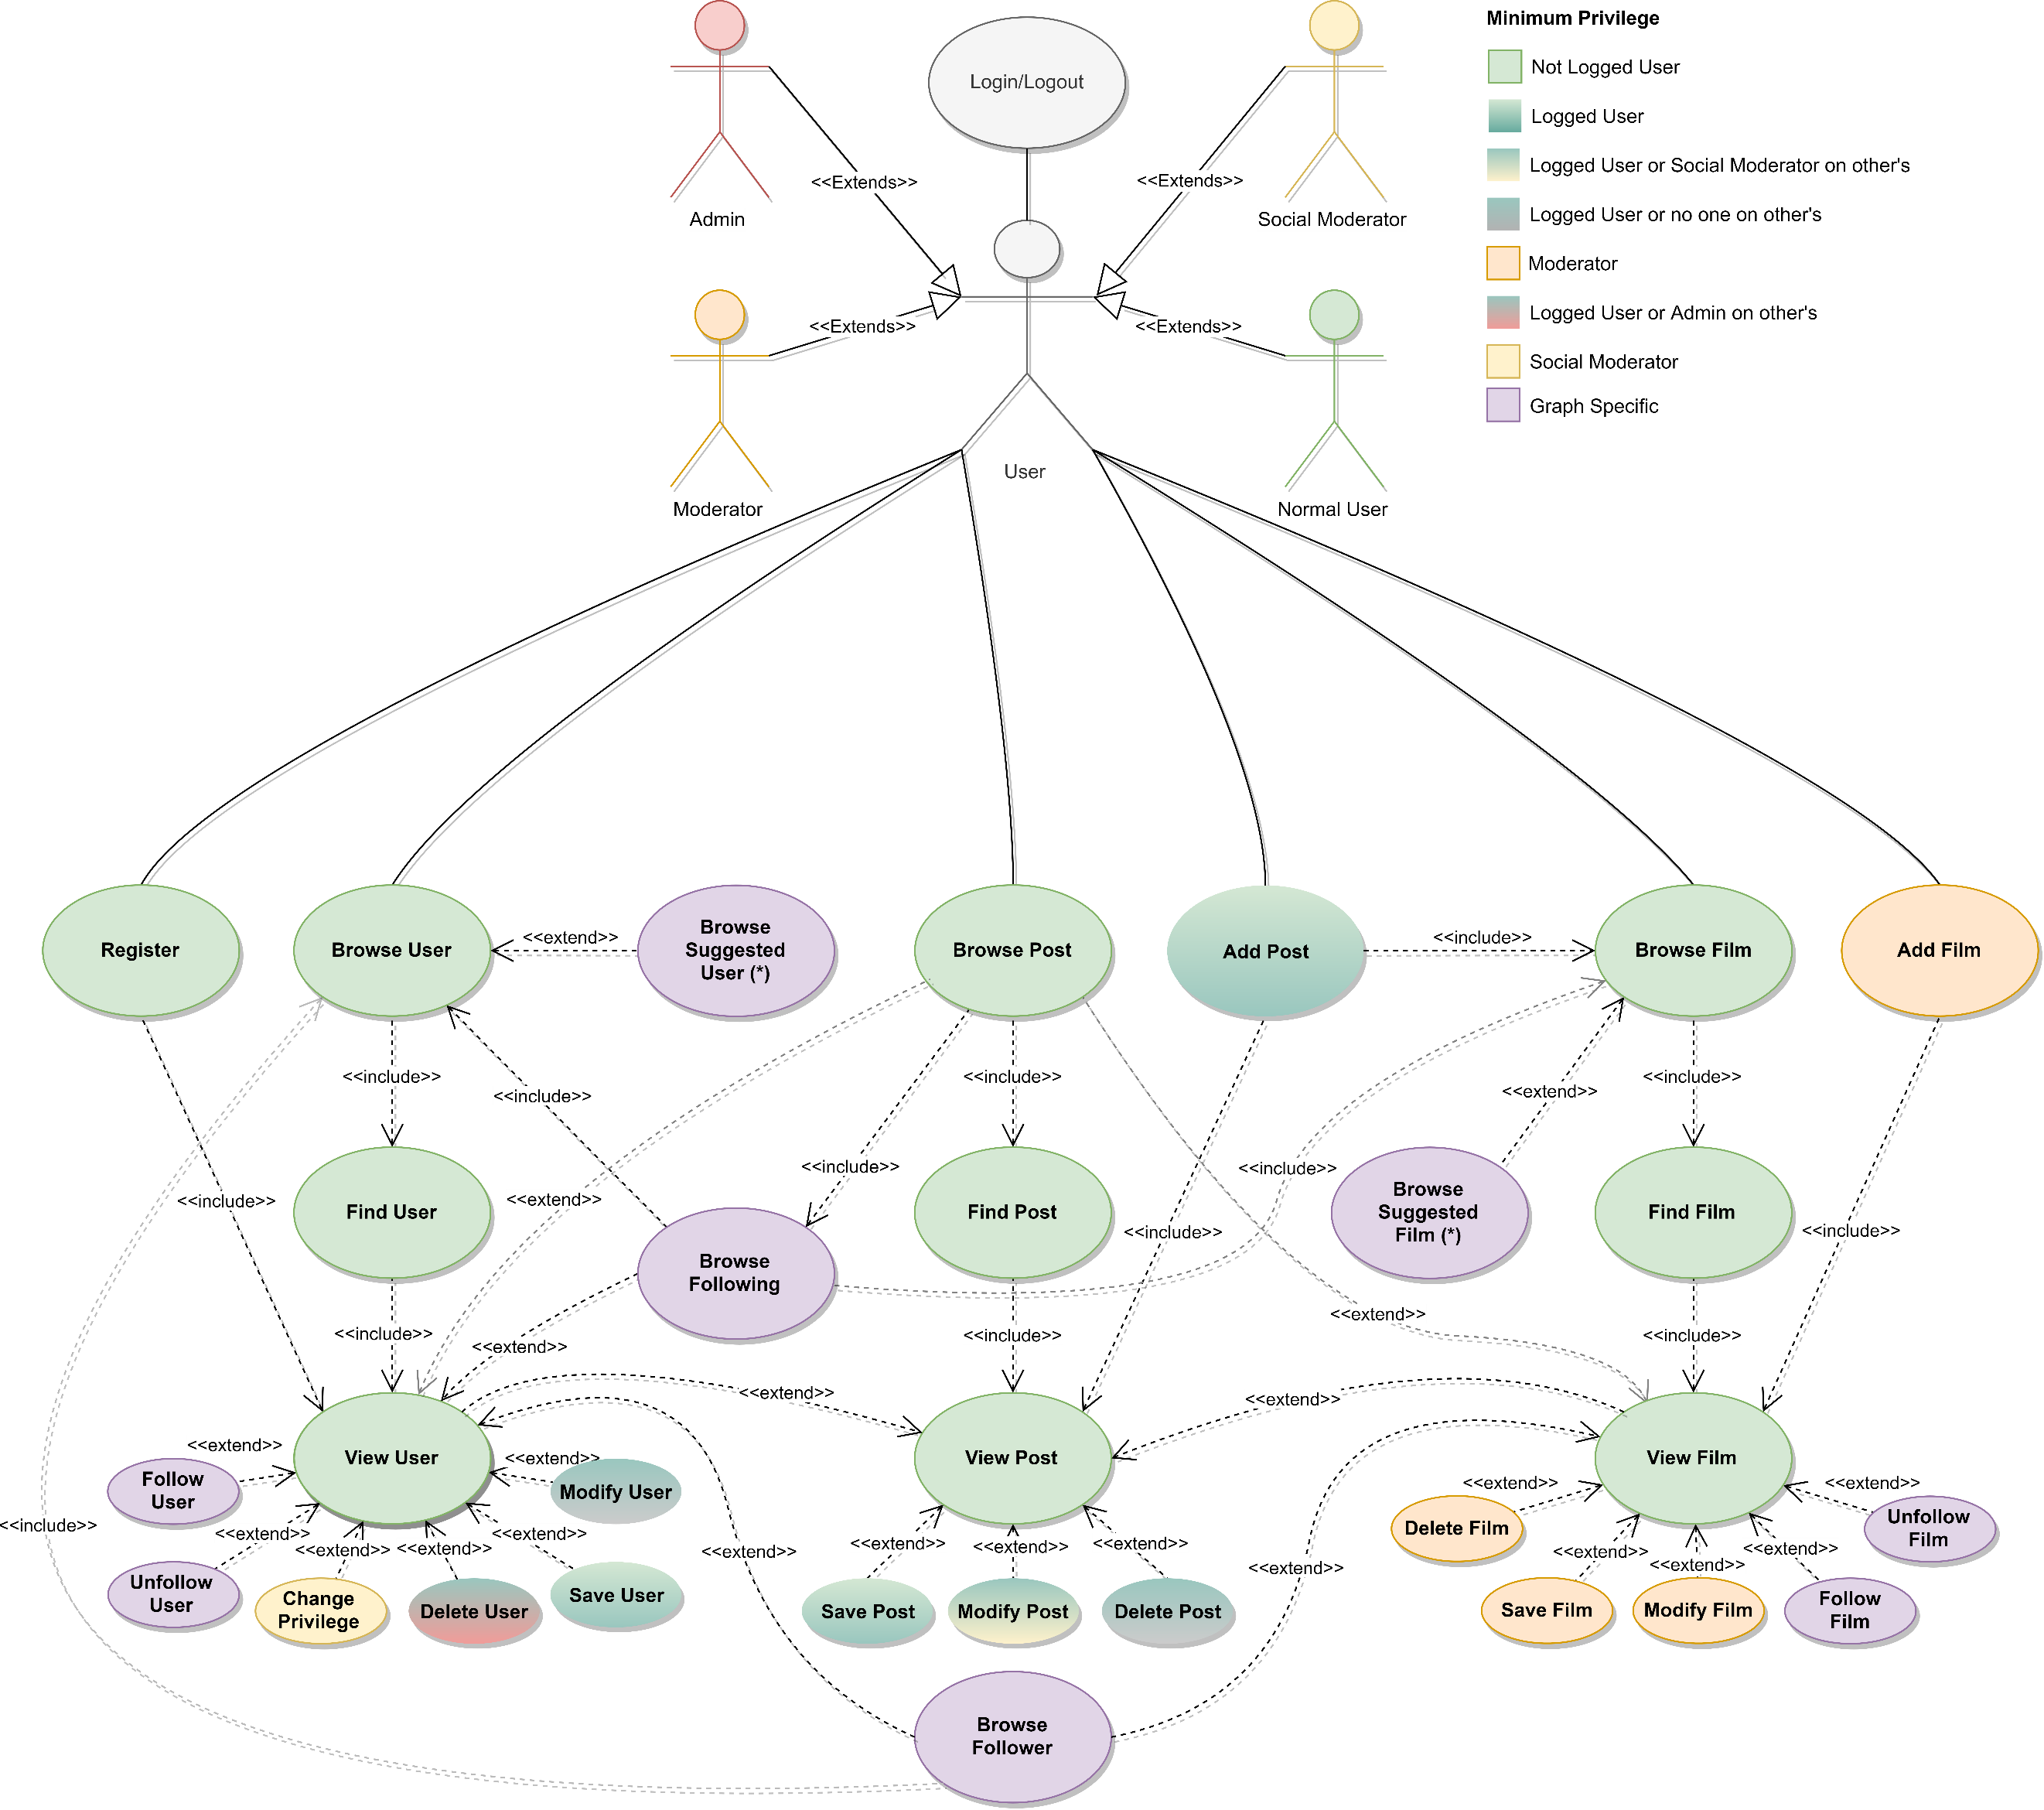 Minimum Privilege
Not Logged User
Logged User
Logged User or Social Moderator on other's
Logged User or no one on other's
Moderator
Logged User or Admin on other's
Social Moderator
Graph Specific
Login/Logout
<<Extends>>
<<Extends>>
Admin
Social Moderator
<<Extends>>
<<Extends>>
User
Moderator
Normal User
Register
Browse User
<<extend>>
Browse
Suggested
User (*)
Browse Post
Add Post
<<include>>
Browse Film
Add Film
<<include>>
<<include>>
<<include>>
<<extend>>
<<include>>
<<include>>
<<include>>
<<include>>
<<extend>>
Find User
Browse
Following
Find Post
<<include>>
Browse
Suggested
Film (*)
Find Film
<<include>>
<<include>>
<<extend>>
<<include>>
<<extend>>
<<include>>
<<extend>>
<<extend>>
<<extend>>
View User
View Post
View Film
<<extend>>
Follow
User
<<extend>>
Modify User
<<extend>>
Delete Film
<<extend>>
Unfollow
Film
<<include>>
<<extend>>
Unfollow
User
<<extend>>
Change
Privilege
<<extend>>
Delete User
<<extend>>
Save User
<<extend>>
<<extend>>
Save Post
<<extend>>
Modify Post
<<extend>>
Delete Post
<<extend>>
<<extend>>
Save Film
<<extend>>
Modify Film
<<extend>>
Follow
Film
Browse
Follower